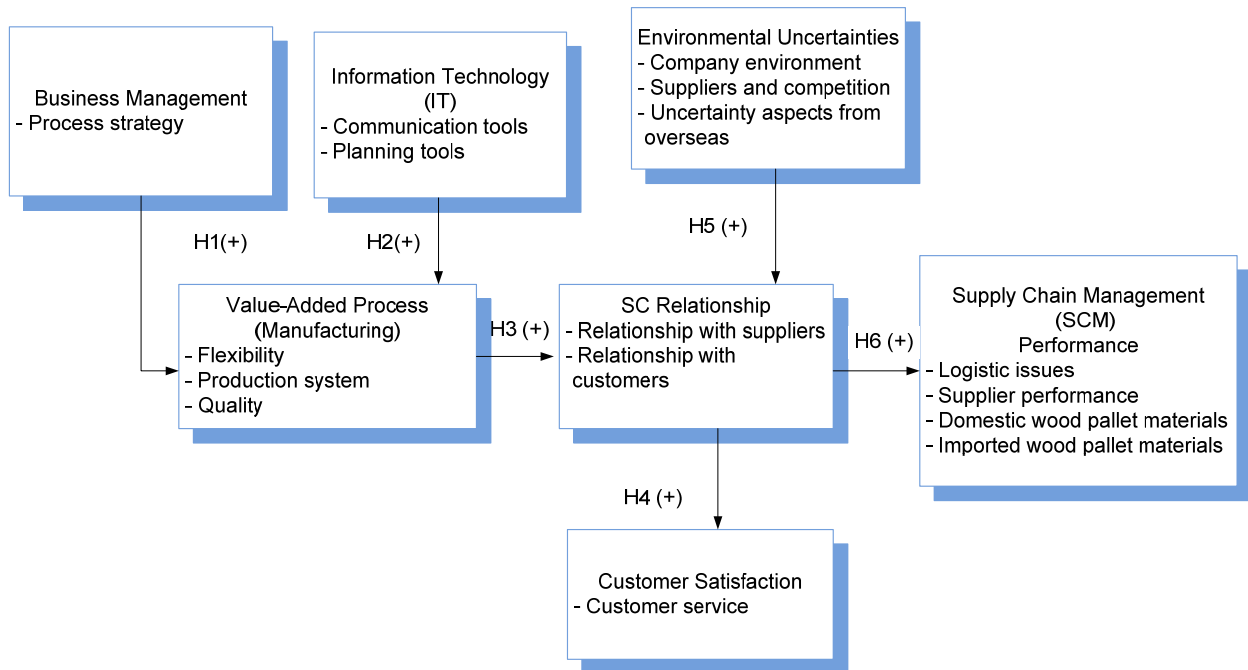 Business Management
- Process strategy
Information Technology
(IT)
- Communication tools
- Planning tools
Environmental Uncertainties
- Company environment
- Suppliers and competition
- Uncertainty aspects from
overseas
H1(+)
H2(+)
H5 (+)
Value-Added Process
(Manufacturing)
- Flexibility
- Production system
- Quality
H3 (+)
SC Relationship
- Relationship with suppliers
- Relationship with
customers
H6 (+)
Supply Chain Management
(SCM)
Performance
- Logistic issues
- Supplier performance
- Domestic wood pallet materials
- Imported wood pallet materials
H4 (+)
Customer Satisfaction
- Customer service